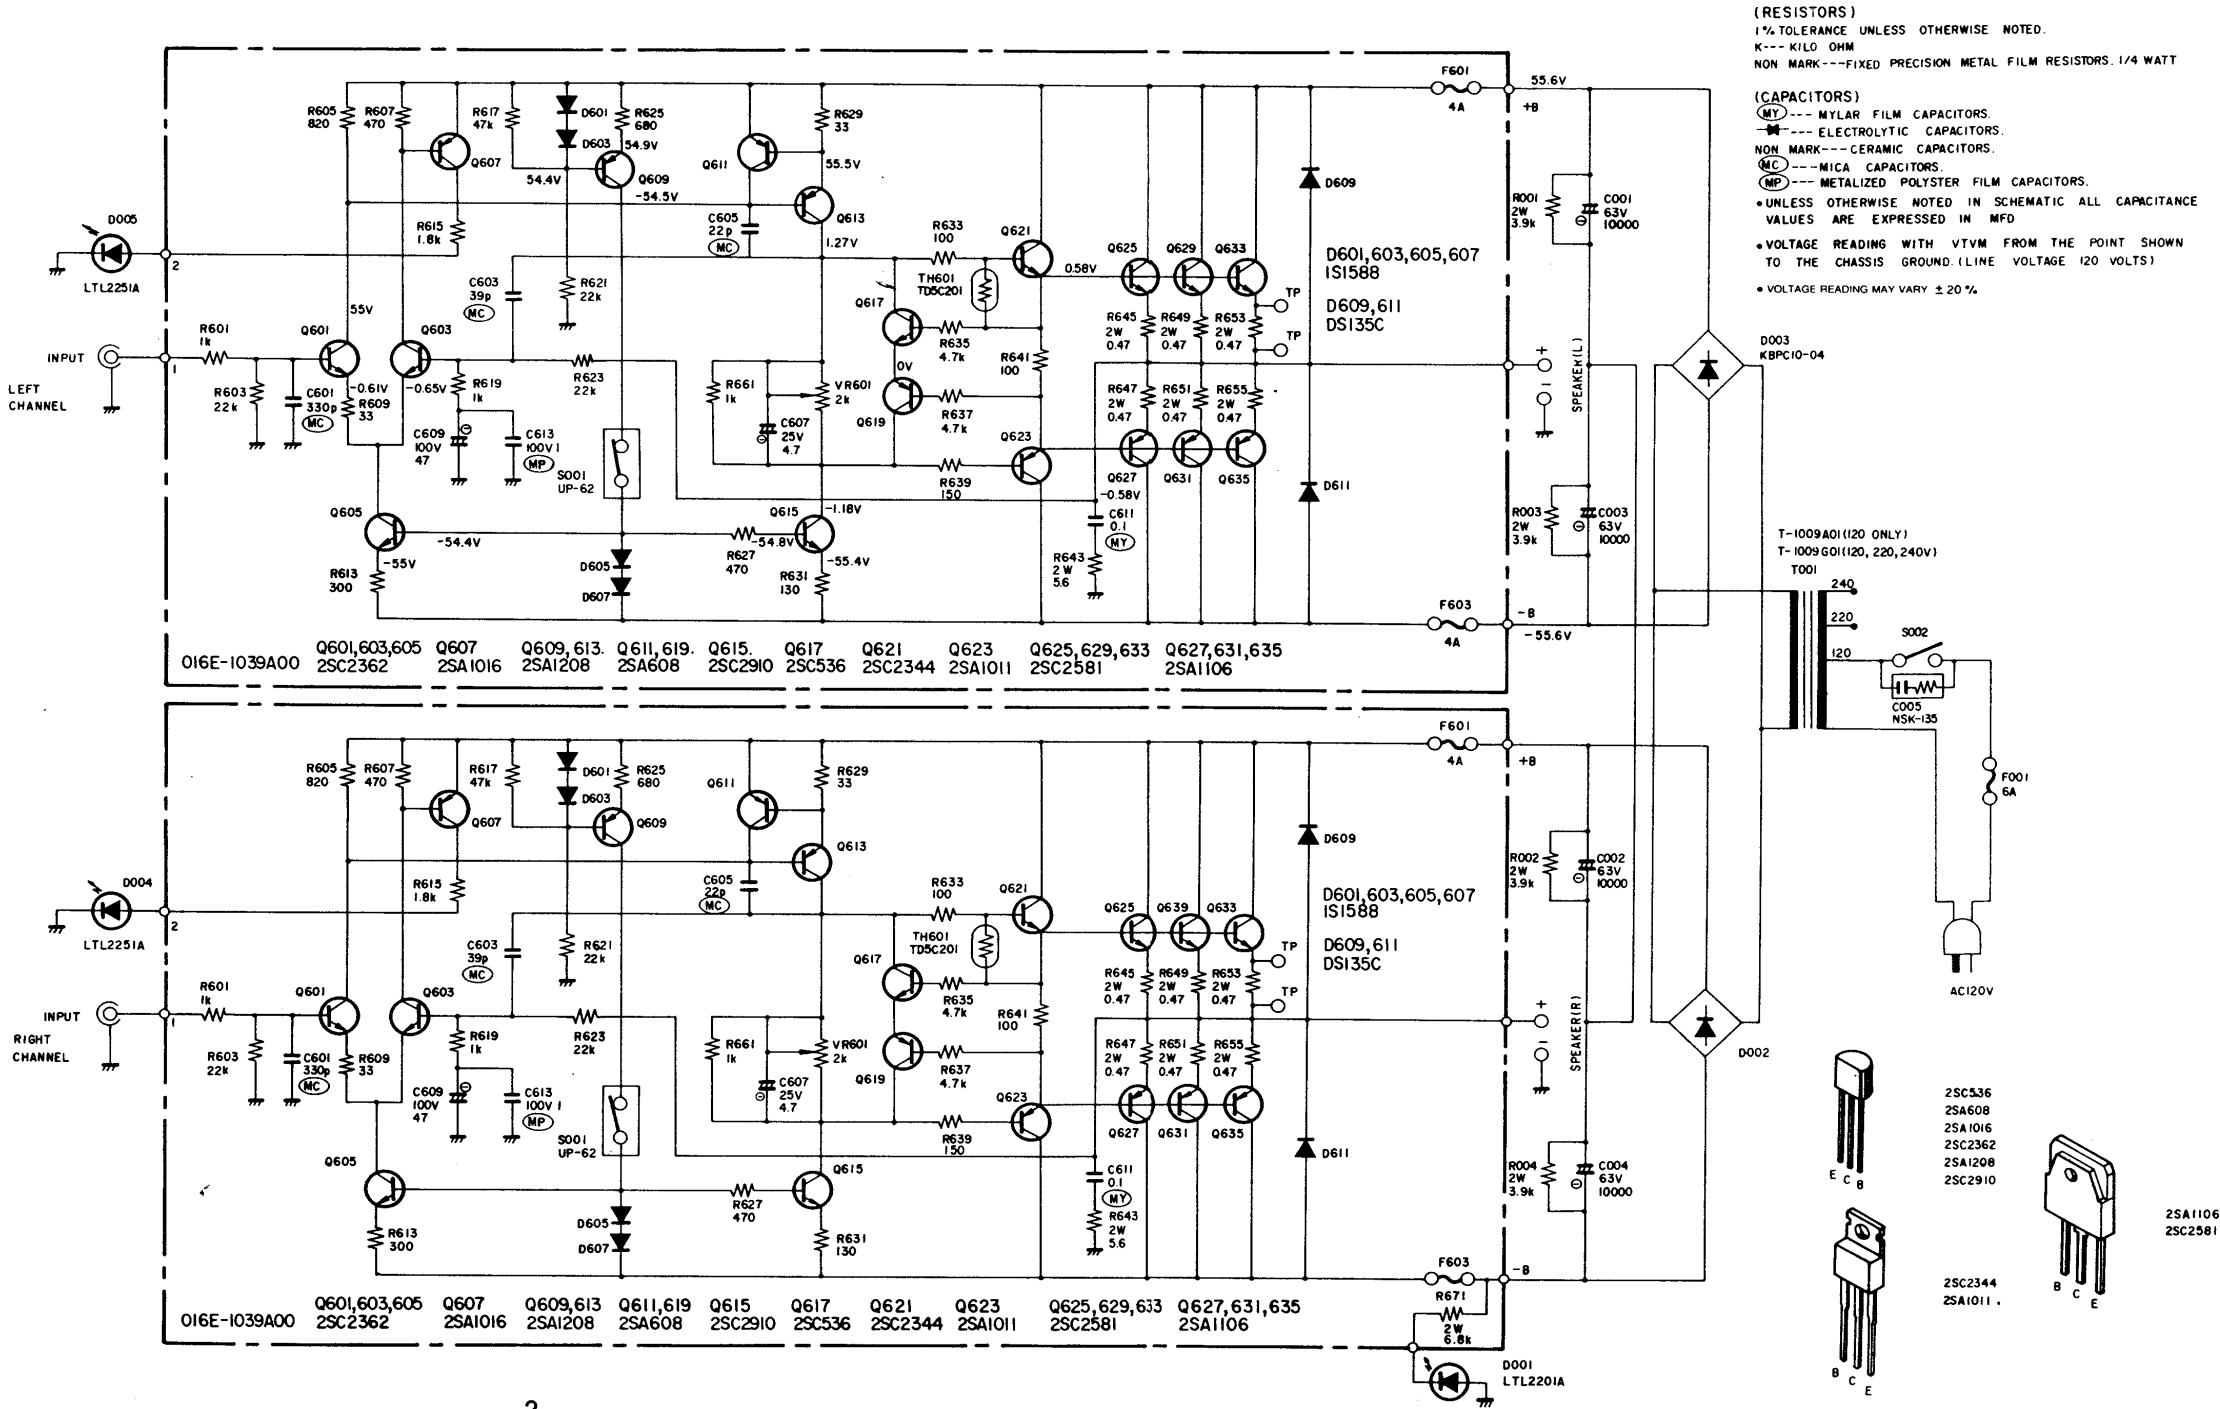 (RESISTORS)
1% TOLERANCE UNLESS OTHERWISE NOTED.
K--- KILO OHM
NON MARK---FIXED PRECISION METAL FILM RESISTORS. 1/4 WATT
(CAPACITORS)
MY --- MYLAR FILM CAPACITORS.
--- ELECTROLYTIC CAPACITORS.
NON MARK---CERAMIC CAPACITORS.
MC ---MICA CAPACITORS.
MP --- METALIZED POLYSTER FILM CAPACITORS.
• UNLESS OTHERWISE NOTED IN SCHEMATIC ALL CAPACITANCE
VALUES ARE EXPRESSED IN MFD
• VOLTAGE READING WITH VTVM FROM THE POINT SHOWN
TO THE CHASSIS GROUND. (LINE VOLTAGE 120 VOLTS)
• VOLTAGE READING MAY VARY ± 20 %
LEFT
CHANNEL
INPUT
1
2
D005
LTL2251A
R601
1k
R603
22k
C601
330p
MC
R605
820
R607
470
Q607
R615
1.8k
R617
47k
D601
D603
R625
680
54.9V
Q609
54.4V
-54.5V
Q611
R629
33
55.5V
Q613
C605
22p
MC
1.27V
C603
39p
MC
R621
22k
55V
Q601
Q603
-0.61V
-0.65V
R609
33
R619
1k
R623
22k
C609
100V
47
C613
100V 1
MP
S001
UP-62
Q605
-54.4V
-55V
R613
300
D605
D607
R627
470
-54.8V
Q615
-1.18V
-55.4V
R631
130
R661
1k
C607
25V
4.7
VR601
2k
R633
100
TH601
TD5C201
Q617
R635
4.7k
0V
Q619
R637
4.7k
R639
150
Q621
0.58V
R641
100
Q623
Q625
Q629
Q633
TP
TP
R645
2W
0.47
R649
2W
0.47
R653
2W
0.47
R647
2W
0.47
R651
2W
0.47
R655
2W
0.47
Q627
Q631
Q635
-0.58V
C611
0.1
MY
R643
2W
5.6
D609
D611
D601,603,605,607
IS1588
D609,611
DS135C
F601
4A
55.6V
+B
F603
4A
-B
-55.6V
R001
2W
3.9k
C001
63V
10000
R003
2W
3.9k
C003
63V
10000
+
-
SPEAKER(L)
D003
KBPC10-04
T-1009A01(120 ONLY)
T-1009G01(120, 220, 240V)
T001
240
220
120
S002
C005
NSK-135
F001
6A
AC120V
016E-1039A00
Q601,603,605
2SC2362
Q607
2SA1016
Q609,613.
2SA1208
Q611,619.
2SA608
Q615.
2SC2910
Q617
2SC536
Q621
2SC2344
Q623
2SA1011
Q625,629,633
2SC2581
Q627,631,635
2SA1106
RIGHT
CHANNEL
INPUT
1
2
D004
LTL2251A
R601
1k
R603
22k
C601
330p
MC
R605
820
R607
470
Q607
R615
1.8k
R617
47k
D601
D603
R625
680
Q609
Q611
R629
33
Q613
C605
22p
MC
C603
39p
MC
R621
22k
Q601
Q603
R609
33
R619
1k
R623
22k
C609
100V
47
C613
100V 1
MP
S001
UP-62
Q605
R613
300
D605
D607
R627
470
Q615
R631
130
R661
1k
C607
25V
4.7
VR601
2k
R633
100
TH601
TD5C201
Q617
R635
4.7k
Q619
R637
4.7k
R639
150
Q621
R641
100
Q623
Q625
Q639
Q633
TP
TP
R645
2W
0.47
R649
2W
0.47
R653
2W
0.47
R647
2W
0.47
R651
2W
0.47
R655
2W
0.47
Q627
Q631
Q635
C611
0.1
MY
R643
2W
5.6
D609
D611
D601,603,605,607
IS1588
D609,611
DS135C
F601
4A
+B
F603
-B
R671
2W
6.8k
D001
LTL2201A
R002
2W
3.9k
C002
63V
10000
R004
2W
3.9k
C004
63V
10000
+
-
SPEAKER(R)
D002
016E-1039A00
Q601,603,605
2SC2362
Q607
2SA1016
Q609,613
2SA1208
Q611,619
2SA608
Q615
2SC2910
Q617
2SC536
Q621
2SC2344
Q623
2SA1011
Q625,629,633
2SC2581
Q627,631,635
2SA1106
E C B
2SC536
2SA608
2SA1016
2SC2362
2SA1208
2SC2910
B C E
2SA1106
2SC2581
B C E
2SC2344
2SA1011.